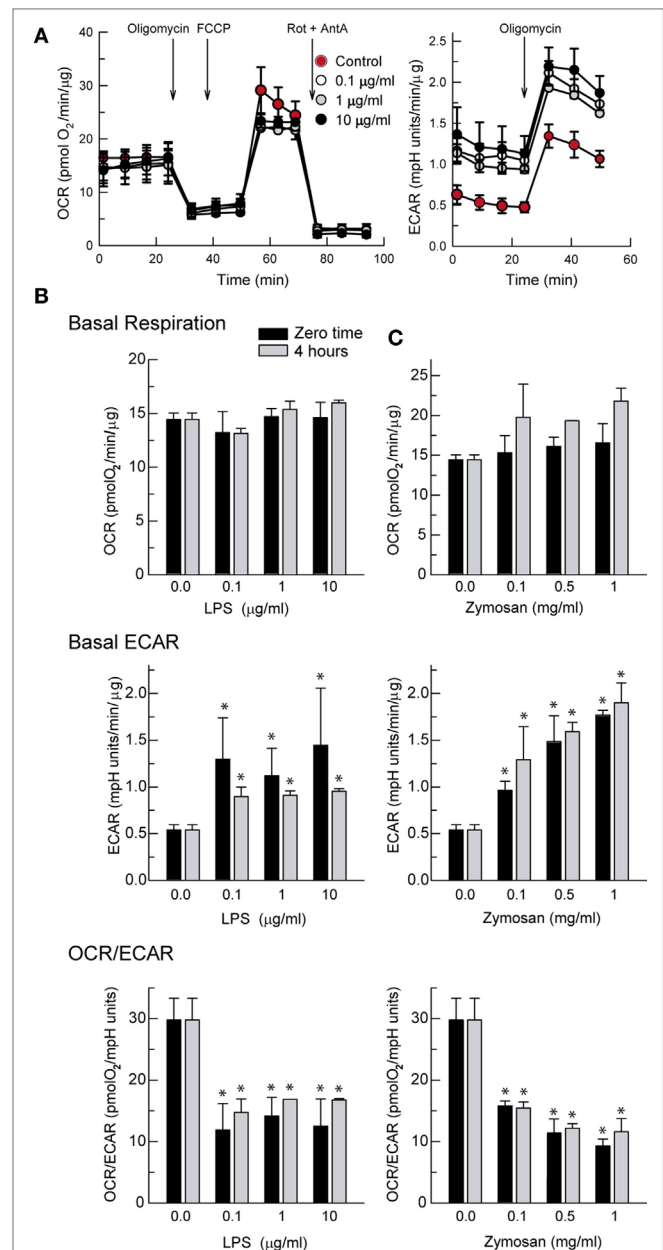 A
Oligomycin FCCP Rot + AntA
Control
0.1 µg/ml
1 µg/ml
10 µg/ml
OCR (pmol O₂/min/µg)
40
30
20
10
0
0 20 40 60 80 100
Time (min)
Oligomycin
ECAR (mpH units/min/µg)
2.5
2.0
1.5
1.0
0.5
0.0
0 20 40 60
Time (min)
B
Basal Respiration
Zero time
4 hours
C
OCR (pmolO₂/min/µg)
20
15
10
5
0
0.0 0.1 1 10
LPS (µg/ml)
OCR (pmolO₂/min/µg)
25
20
15
10
5
0
0.0 0.1 0.5 1
Zymosan (mg/ml)
Basal ECAR
ECAR (mpH units/min/µg)
2.0
1.5
1.0
0.5
0.0
* * * * * *
0.0 0.1 1 10
LPS (µg/ml)
ECAR (mpH units/min/µg)
2.0
1.5
1.0
0.5
0.0
* * * * * *
0.0 0.1 0.5 1
Zymosan (mg/ml)
OCR/ECAR
OCR/ECAR (pmolO₂/mpH units)
30
20
10
0
* * * * * *
0.0 0.1 1 10
LPS (µg/ml)
OCR/ECAR (pmolO₂/mpH units)
30
20
10
0
* * * * * *
0.0 0.1 0.5 1
Zymosan (mg/ml)